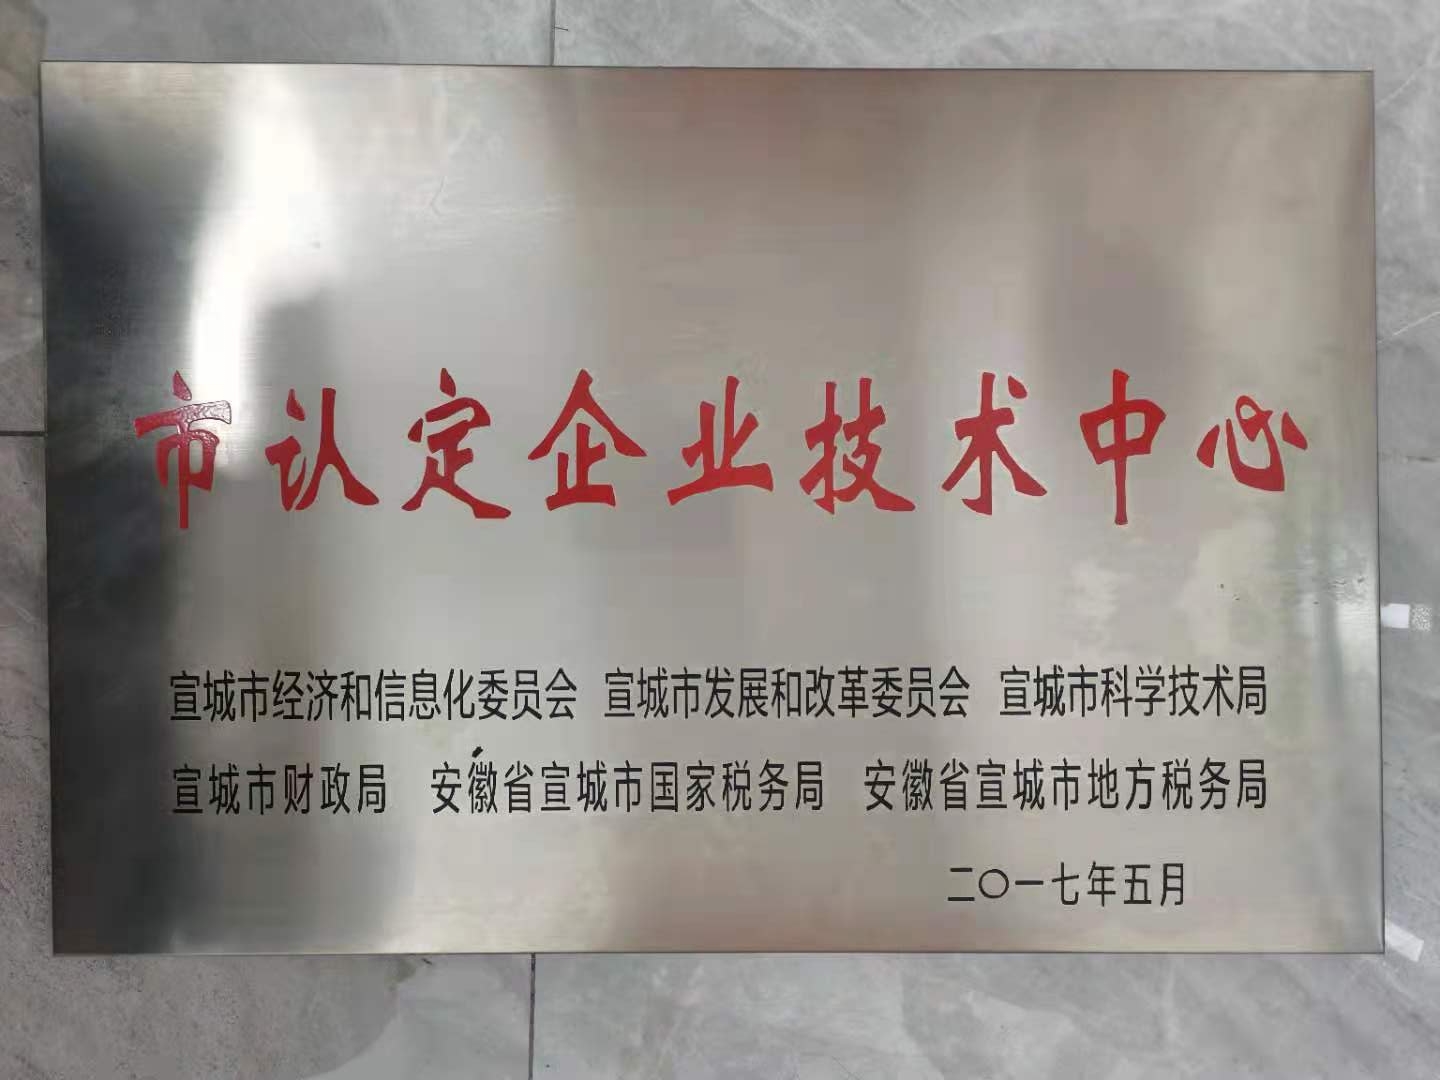 市认定企业技术中心
宣城市经济和信息化委员会 宣城市发展和改革委员会 宣城市科学技术局
宣城市财政局 安徽省宣城市国家税务局 安徽省宣城市地方税务局
二〇一七年五月